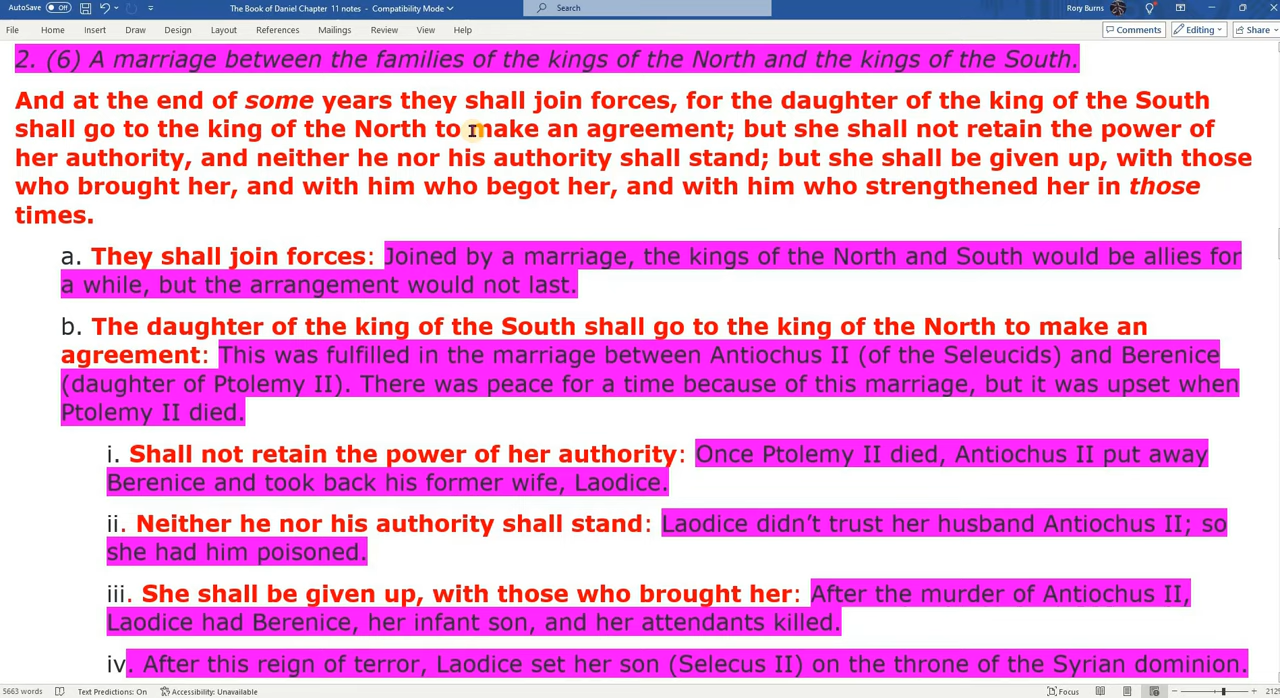 AutoSave Off The Book of Daniel Chapter 11 notes - Compatibility Mode Search Rory Burns
File Home Insert Draw Design Layout References Mailings Review View Help Comments Editing Share
2. (6) A marriage between the families of the kings of the North and the kings of the South.
And at the end of some years they shall join forces, for the daughter of the king of the South
shall go to the king of the North to make an agreement; but she shall not retain the power of
her authority, and neither he nor his authority shall stand; but she shall be given up, with those
who brought her, and with him who begot her, and with him who strengthened her in those
times.
a. They shall join forces: Joined by a marriage, the kings of the North and South would be allies for
a while, but the arrangement would not last.
b. The daughter of the king of the South shall go to the king of the North to make an
agreement: This was fulfilled in the marriage between Antiochus II (of the Seleucids) and Berenice
(daughter of Ptolemy II). There was peace for a time because of this marriage, but it was upset when
Ptolemy II died.
i. Shall not retain the power of her authority: Once Ptolemy II died, Antiochus II put away
Berenice and took back his former wife, Laodice.
ii. Neither he nor his authority shall stand: Laodice didn’t trust her husband Antiochus II; so
she had him poisoned.
iii. She shall be given up, with those who brought her: After the murder of Antiochus II,
Laodice had Berenice, her infant son, and her attendants killed.
iv. After this reign of terror, Laodice set her son (Selecus II) on the throne of the Syrian dominion.
5663 words Text Predictions: On Accessibility: Unavailable Focus